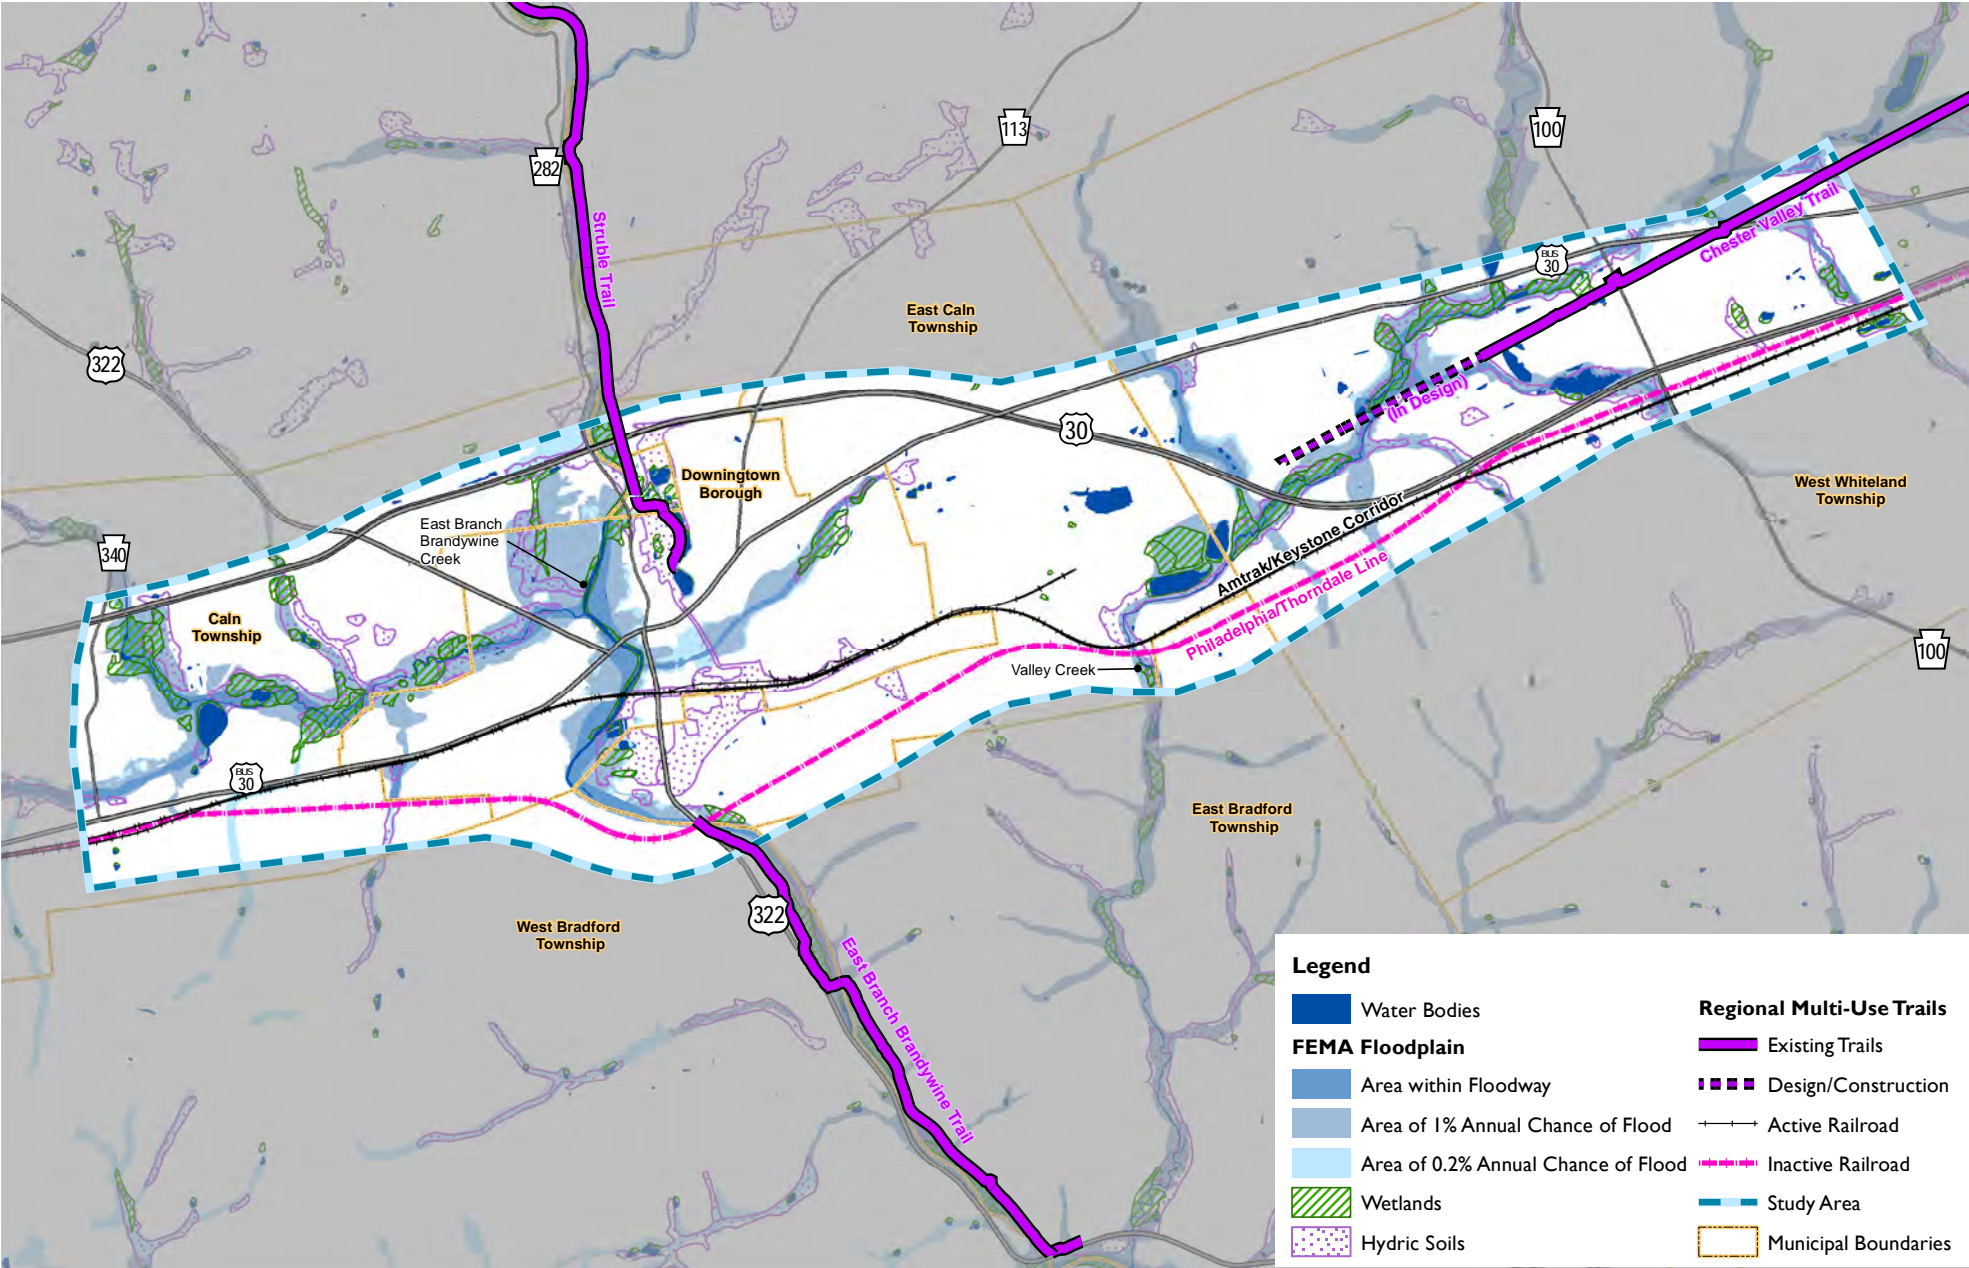 113
100
282
Struble Trail
Chester Valley Trail
BUS
30
East Caln
Township
322
(In Design)
30
Downingtown
Borough
West Whiteland
Township
East Branch
Brandywine
Creek
Amtrak/Keystone Corridor
340
Philadelphia/Thorndale Line
Caln
Township
100
Valley Creek
BUS
30
East Bradford
Township
322
West Bradford
Township
East Branch Brandywine Trail
Legend
Water Bodies
FEMA Floodplain
Area within Floodway
Area of 1% Annual Chance of Flood
Area of 0.2% Annual Chance of Flood
Wetlands
Hydric Soils
Regional Multi-Use Trails
Existing Trails
Design/Construction
Active Railroad
Inactive Railroad
Study Area
Municipal Boundaries